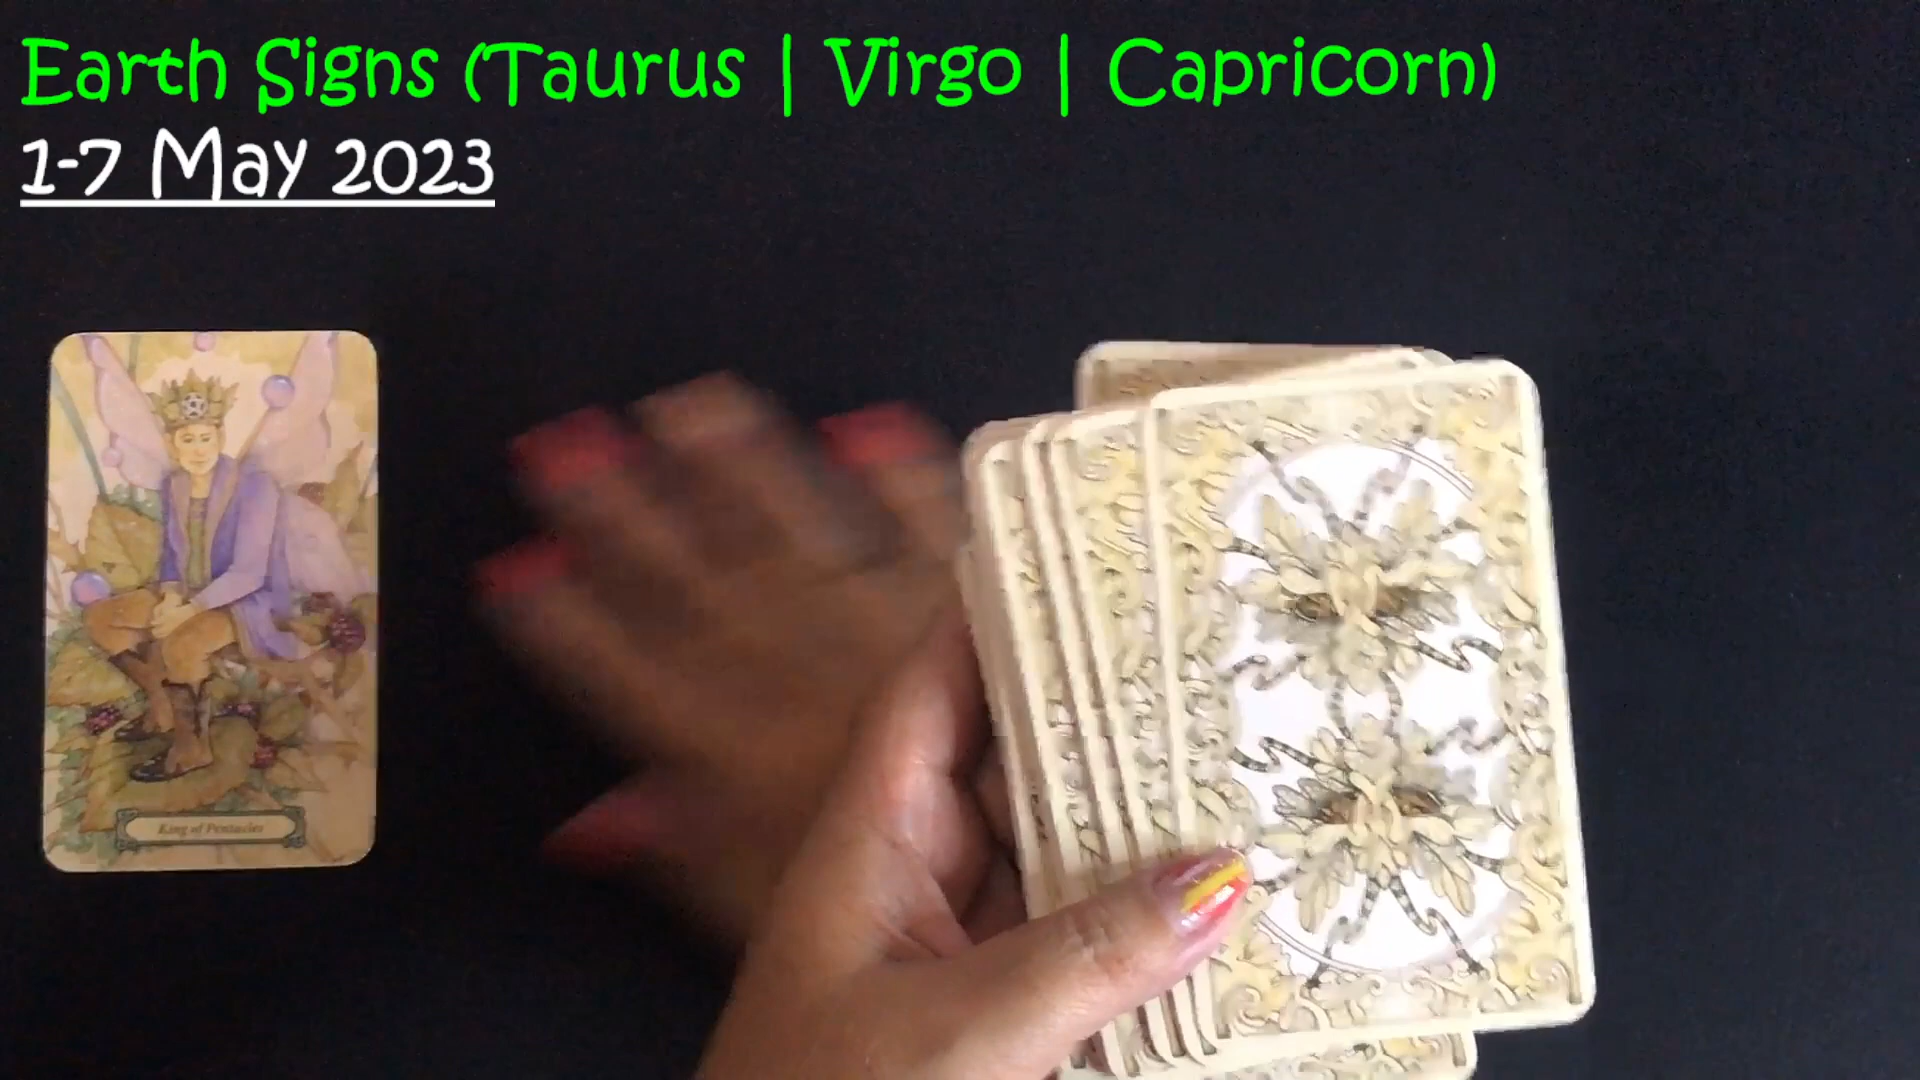 Earth Signs (Taurus | Virgo | Capricorn)
1-7 May 2023
King of Pentacles